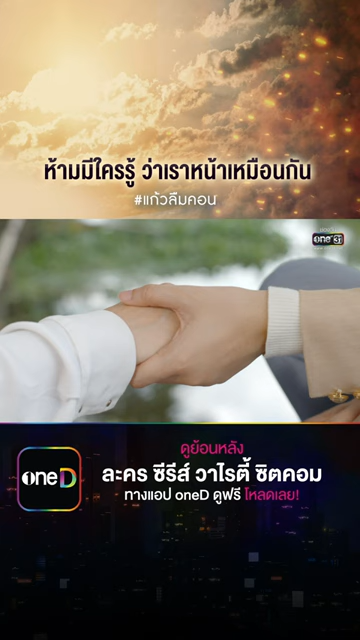 ห้ามมีใครรู้ ว่าเราหน้าเหมือนกัน
#แก้วลืมคอน
one 31
oneD
ดูย้อนหลัง
ละคร ซีรีส์ วาไรตี้ ซิตคอม
ทางแอป oneD ดูฟรี โหลดเลย!